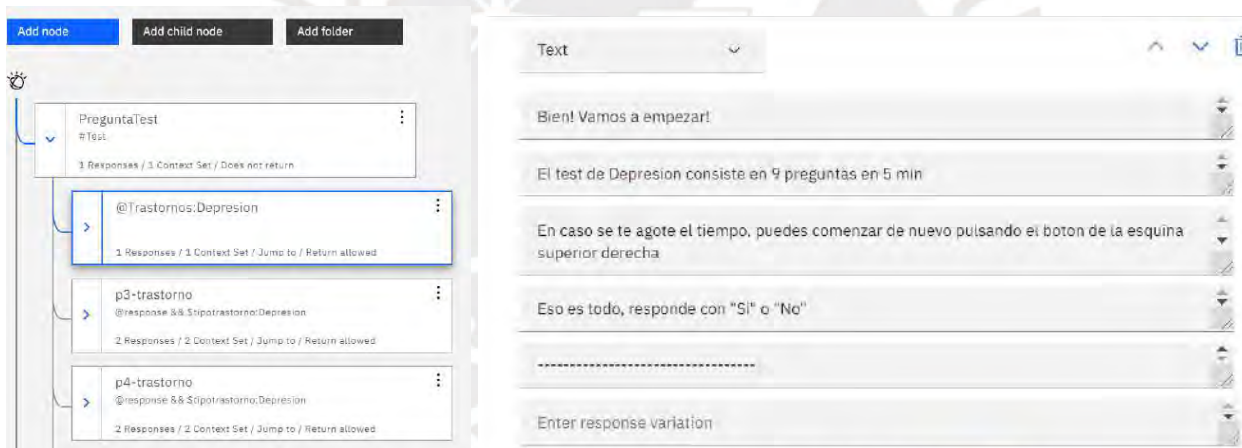 Add node
Add child node
Add folder
PreguntaTest
#Test
1 Responses / 1 Context Set / Does not return
@Trastornos:Depresion
1 Responses / 1 Context Set / Jump to / Return allowed
p3-trastorno
@response && $tipotrastorno:Depresion
2 Responses / 2 Context Set / Jump to / Return allowed
p4-trastorno
@response && $tipotrastorno:Depresion
2 Responses / 2 Context Set / Jump to / Return allowed
Text
Bien! Vamos a empezar!
El test de Depresion consiste en 9 preguntas en 5 min
En caso se te agote el tiempo, puedes comenzar de nuevo pulsando el boton de la esquina
superior derecha
Eso es todo, responde con "Si" o "No"
----------------------------------
Enter response variation